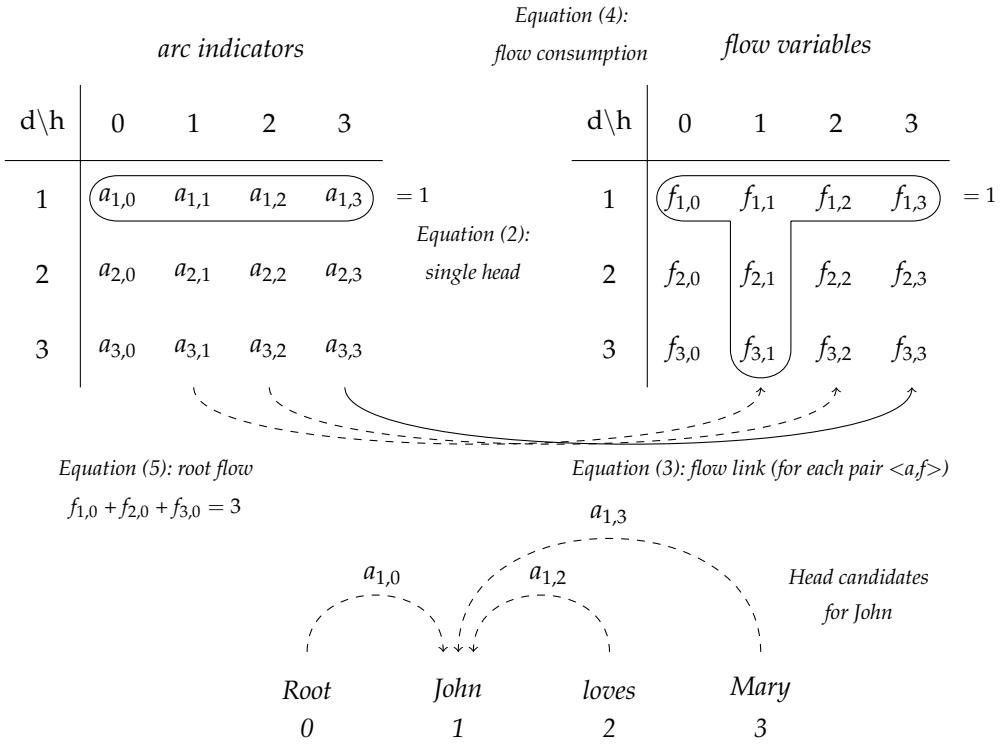 Equation (4):
flow consumption
arc indicators
flow variables
d\h 0 1 2 3
1 a1,0 a1,1 a1,2 a1,3 = 1
2 a2,0 a2,1 a2,2 a2,3
3 a3,0 a3,1 a3,2 a3,3
Equation (2):
single head
d\h 0 1 2 3
1 f1,0 f1,1 f1,2 f1,3 = 1
2 f2,0 f2,1 f2,2 f2,3
3 f3,0 f3,1 f3,2 f3,3
Equation (5): root flow
f1,0 + f2,0 + f3,0 = 3
Equation (3): flow link (for each pair <a,f>)
a1,3
a1,0 a1,2
Head candidates
for John
Root John loves Mary
0 1 2 3